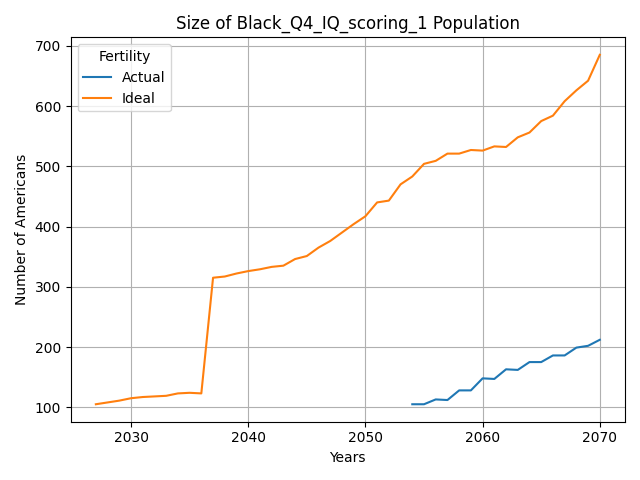 Size of Black_Q4_IQ_scoring_1 Population
Fertility
Actual
Ideal
700
600
500
400
300
200
100
Number of Americans
2030 2040 2050 2060 2070
Years